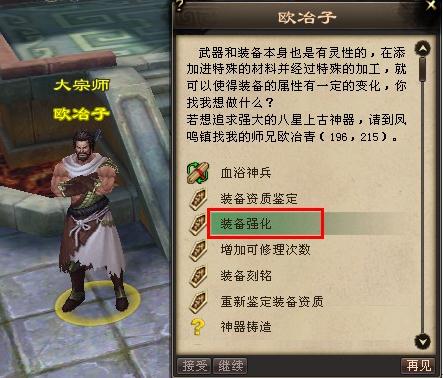 ?
欧冶子
大宗师
欧冶子
武器和装备本身也是有灵性的，在添
加进特殊的材料并经过特殊的加工，就
可以使得装备的属性有一定的变化，你
找我想做什么？
若想追求强大的八星上古神器，请到凤
鸣镇找我的师兄欧冶青（196，215）。
血浴神兵
装备资质鉴定
装备强化
增加可修理次数
装备刻铭
重新鉴定装备资质
?
神器铸造
接受
继续
再见